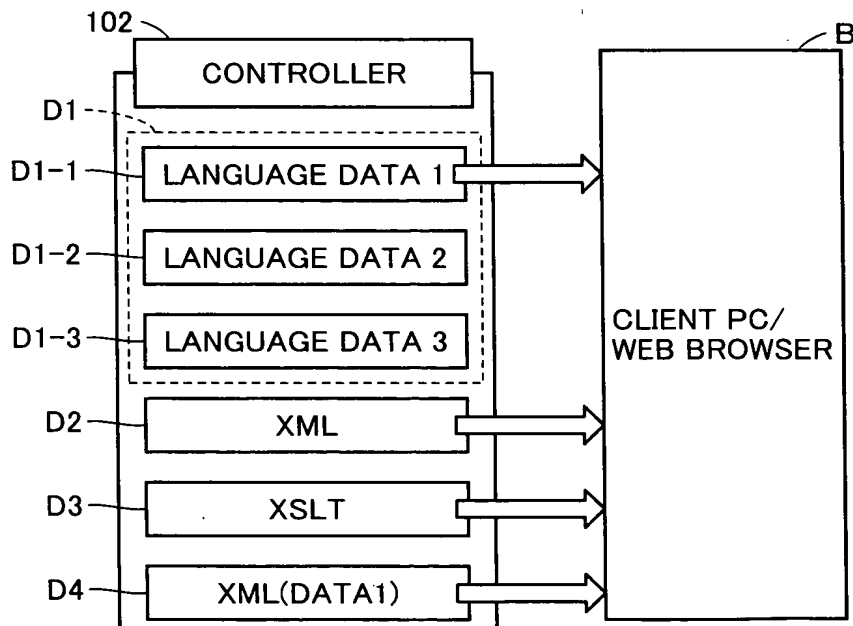 102
B
CONTROLLER
D1
D1-1
LANGUAGE DATA 1
D1-2
LANGUAGE DATA 2
D1-3
LANGUAGE DATA 3
CLIENT PC/
WEB BROWSER
D2
XML
D3
XSLT
D4
XML(DATA1)